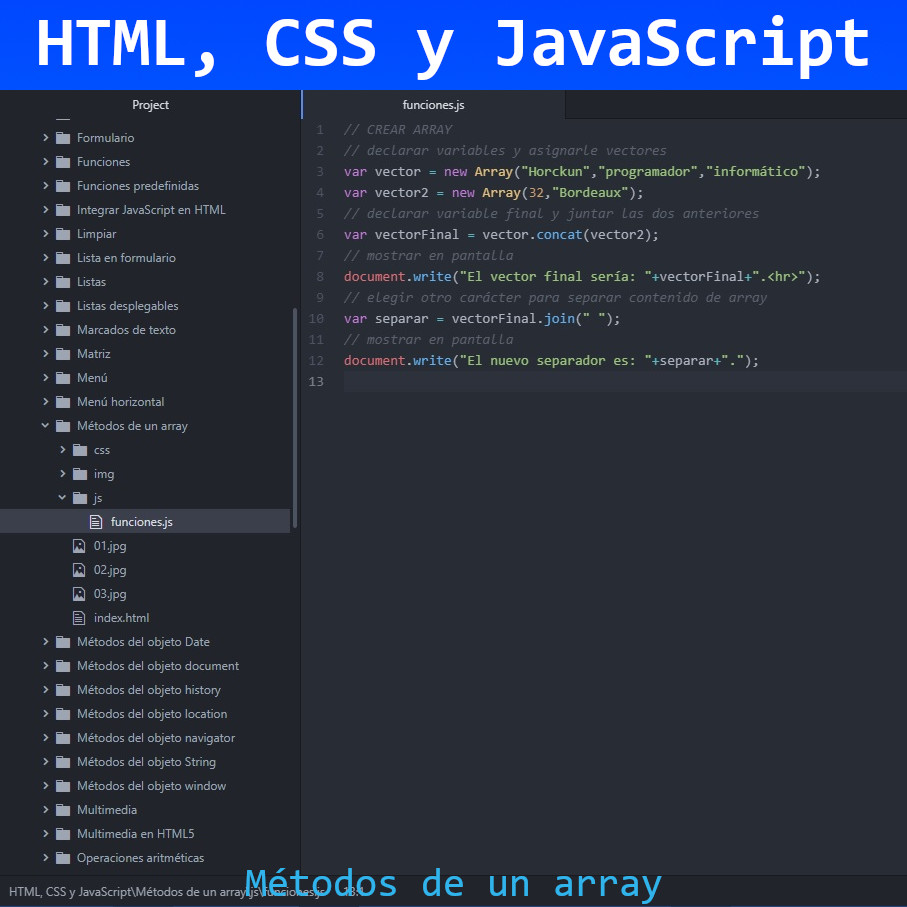 HTML, CSS y JavaScript
Project
Formulario
Funciones
Funciones predefinidas
Integrar JavaScript en HTML
Limpiar
Lista en formulario
Listas
Listas desplegables
Marcados de texto
Matriz
Menú
Menú horizontal
Métodos de un array
css
img
js
funciones.js
01.jpg
02.jpg
03.jpg
index.html
Métodos del objeto Date
Métodos del objeto document
Métodos del objeto history
Métodos del objeto location
Métodos del objeto navigator
Métodos del objeto String
Métodos del objeto window
Multimedia
Multimedia en HTML5
Operaciones aritméticas
funciones.js
1 // CREAR ARRAY
2 // declarar variables y asignarle vectores
3 var vector = new Array("Horckun","programador","informático");
4 var vector2 = new Array(32,"Bordeaux");
5 // declarar variable final y juntar las dos anteriores
6 var vectorFinal = vector.concat(vector2);
7 // mostrar en pantalla
8 document.write("El vector final sería: "+vectorFinal+".<hr>");
9 // elegir otro carácter para separar contenido de array
10 var separar = vectorFinal.join(" ");
11 // mostrar en pantalla
12 document.write("El nuevo separador es: "+separar+".");
13
HTML, CSS y JavaScript\Métodos de un array\js\funciones.js 13:1
Métodos de un array